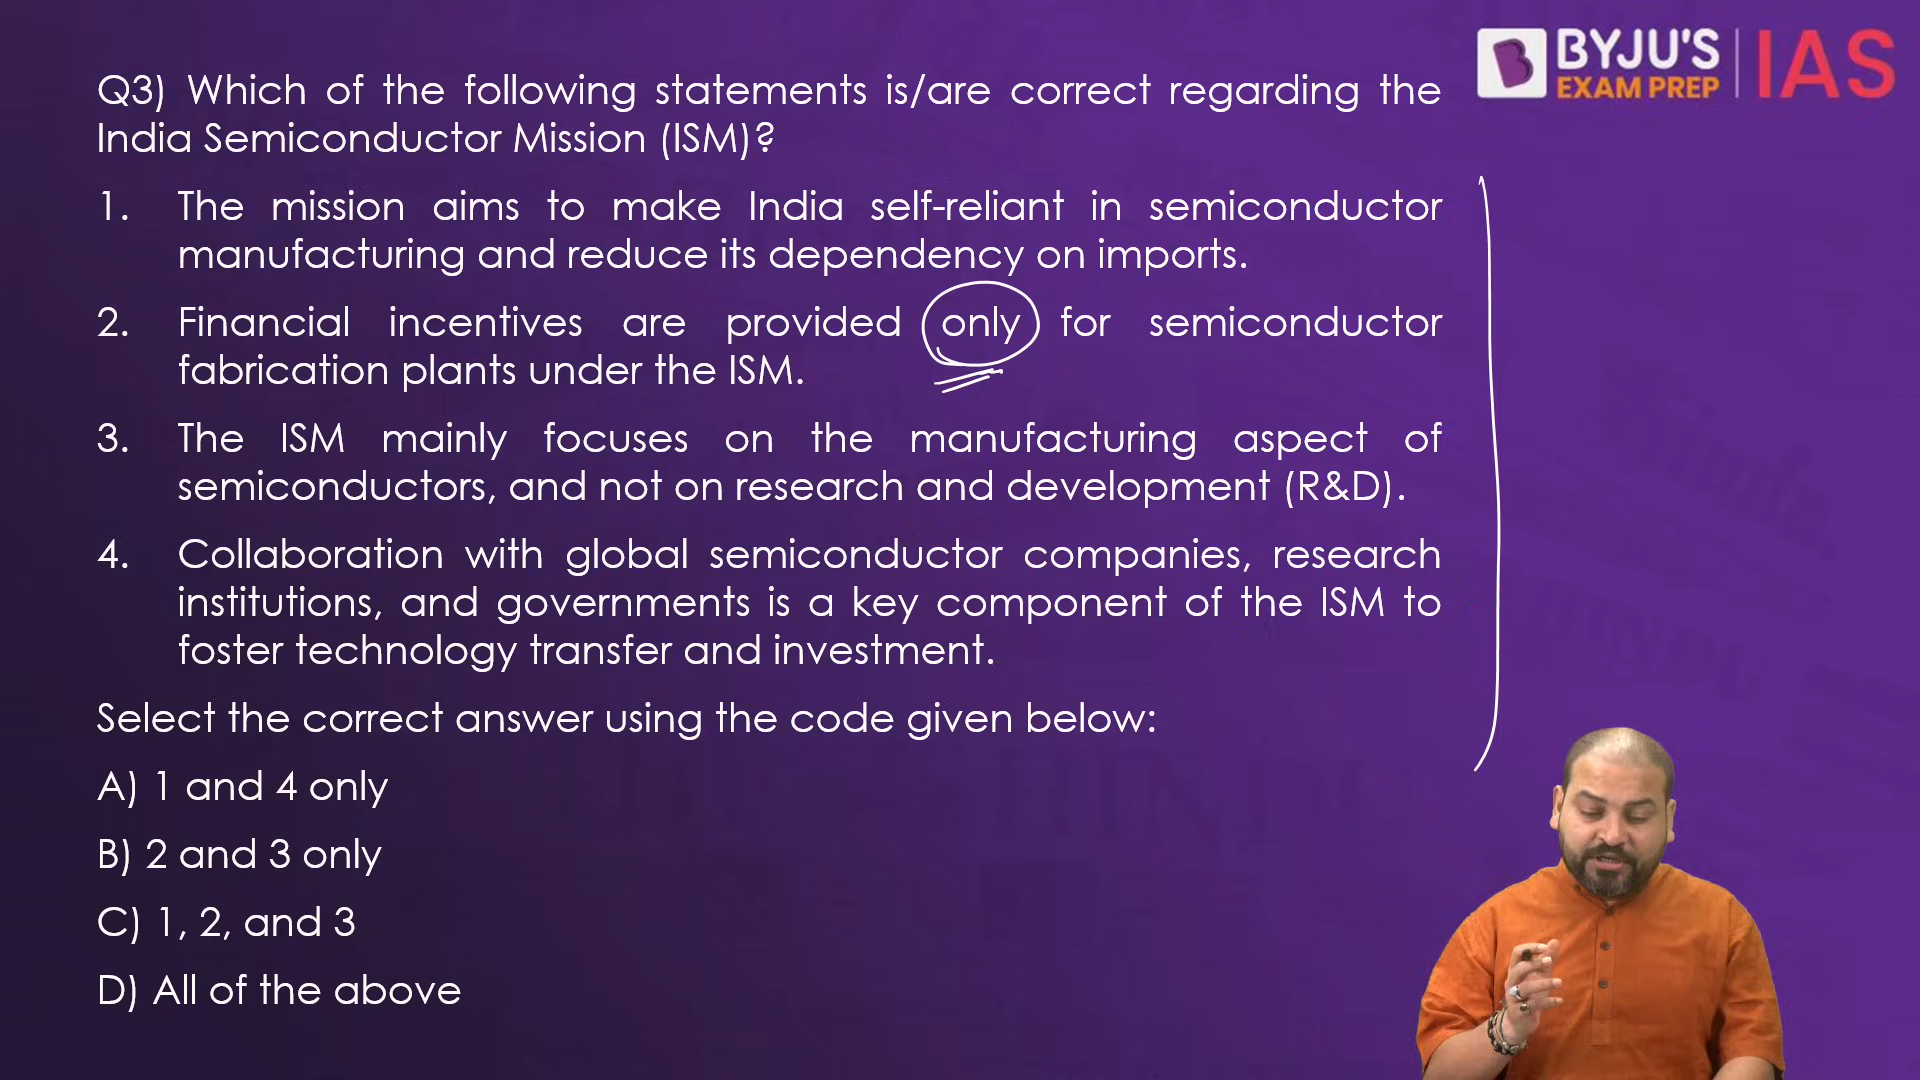 BYJU'S
EXAM PREP
IAS
Q3) Which of the following statements is/are correct regarding the
India Semiconductor Mission (ISM)?
1. The mission aims to make India self-reliant in semiconductor
manufacturing and reduce its dependency on imports.
2. Financial incentives are provided only for semiconductor
fabrication plants under the ISM.
3. The ISM mainly focuses on the manufacturing aspect of
semiconductors, and not on research and development (R&D).
4. Collaboration with global semiconductor companies, research
institutions, and governments is a key component of the ISM to
foster technology transfer and investment.
Select the correct answer using the code given below:
A) 1 and 4 only
B) 2 and 3 only
C) 1, 2, and 3
D) All of the above